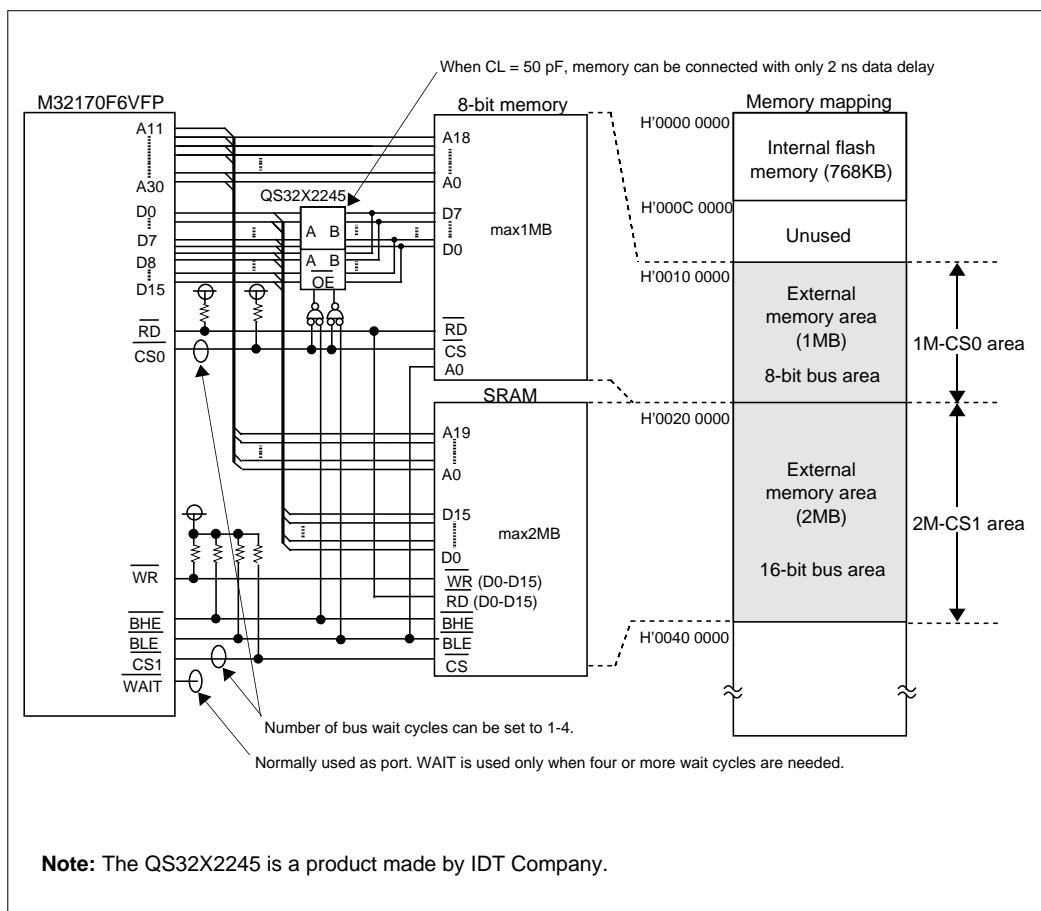 When CL = 50 pF, memory can be connected with only 2 ns data delay
M32170F6VFP
A11
A30
D0
D7
D8
D15
RD
CS0
WR
BHE
BLE
CS1
WAIT
QS32X2245
A B
A B
OE
8-bit memory
A18
A0
D7
D0
max1MB
RD
CS
A0
SRAM
A19
A0
D15
D0
max2MB
WR (D0-D15)
RD (D0-D15)
BHE
BLE
CS
Number of bus wait cycles can be set to 1-4.
Normally used as port. WAIT is used only when four or more wait cycles are needed.
Memory mapping
H'0000 0000
Internal flash
memory (768KB)
H'000C 0000
Unused
H'0010 0000
External
memory area
(1MB)
8-bit bus area
1M-CS0 area
H'0020 0000
External
memory area
(2MB)
16-bit bus area
2M-CS1 area
H'0040 0000
Note: The QS32X2245 is a product made by IDT Company.